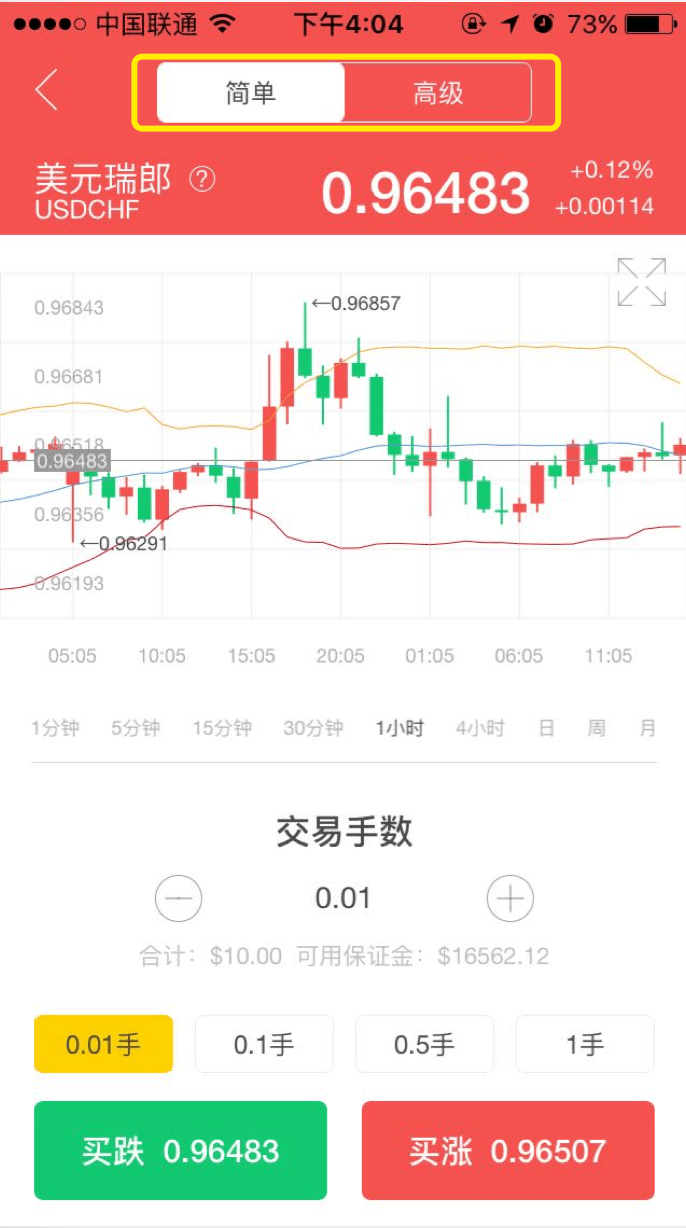 中国联通 下午4:04 73%
简单 高级
美元瑞郎 ? 0.96483 +0.12%
USDCHF +0.00114
0.96843 ←0.96857
0.96681
0.96518
0.96483
0.96356
←0.96291
0.96193
05:05 10:05 15:05 20:05 01:05 06:05 11:05
1分钟 5分钟 15分钟 30分钟 1小时 4小时 日 周 月
交易手数
0.01
合计：$10.00 可用保证金：$16562.12
0.01手 0.1手 0.5手 1手
买跌 0.96483 买涨 0.96507